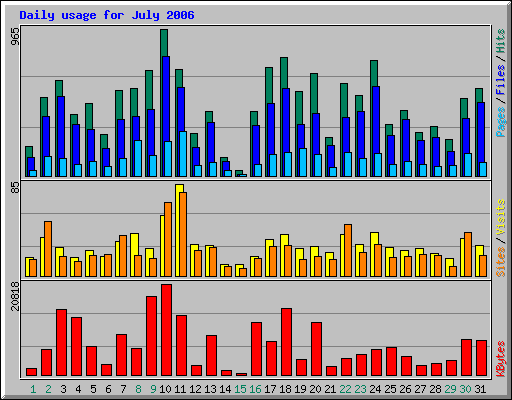 Daily usage for July 2006
965
Pages / Files / Hits
85
Sites / Visits
20818
KBytes
1 2 3 4 5 6 7 8 9 10 11 12 13 14 15 16 17 18 19 20 21 22 23 24 25 26 27 28 29 30 31